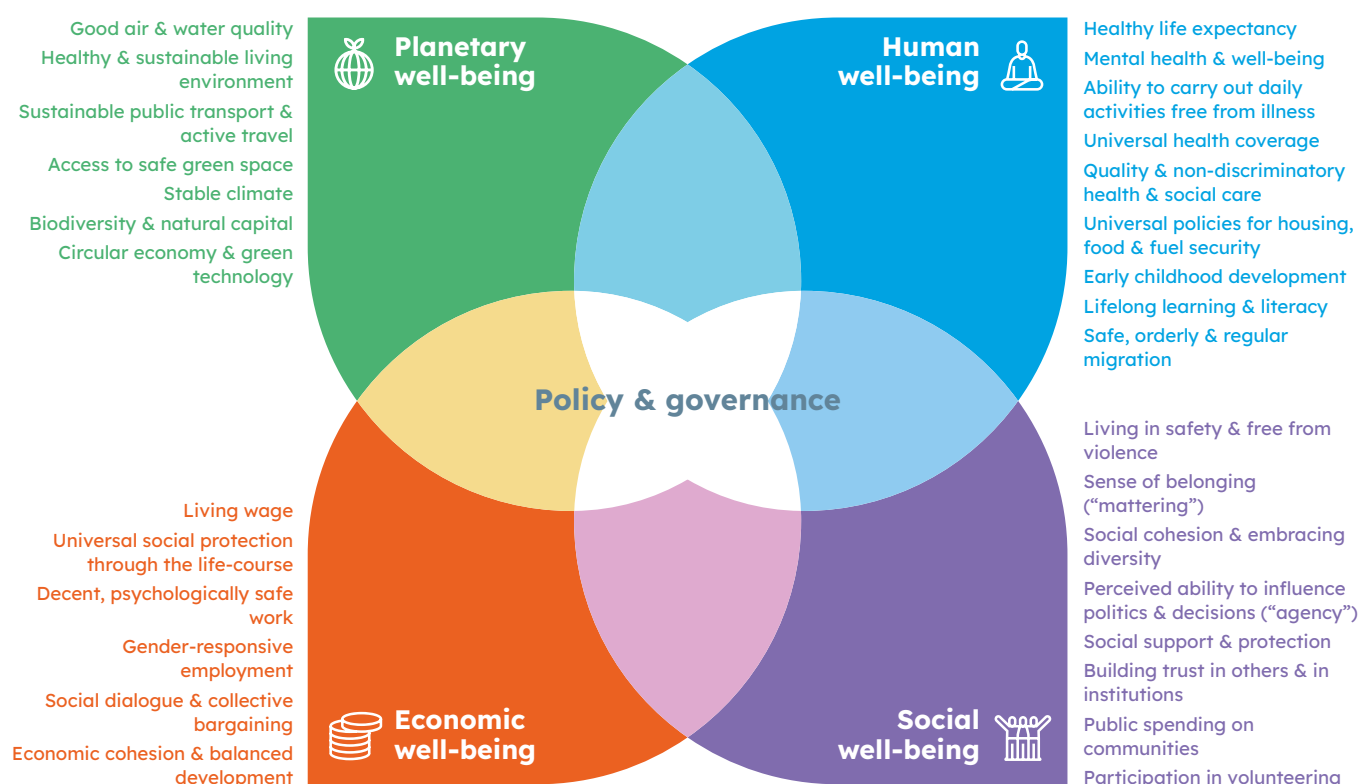 Good air & water quality
Healthy & sustainable living
environment
Sustainable public transport &
active travel
Access to safe green space
Stable climate
Biodiversity & natural capital
Circular economy & green
technology
Planetary
well-being
Human
well-being
Healthy life expectancy
Mental health & well-being
Ability to carry out daily
activities free from illness
Universal health coverage
Quality & non-discriminatory
health & social care
Universal policies for housing,
food & fuel security
Early childhood development
Lifelong learning & literacy
Safe, orderly & regular
migration
Policy & governance
Living wage
Universal social protection
through the life-course
Decent, psychologically safe
work
Gender-responsive
employment
Social dialogue & collective
bargaining
Economic cohesion & balanced
development
Economic
well-being
Social
well-being
Living in safety & free from
violence
Sense of belonging
(“mattering”)
Social cohesion & embracing
diversity
Perceived ability to influence
politics & decisions (“agency”)
Social support & protection
Building trust in others & in
institutions
Public spending on
communities
Participation in volunteering